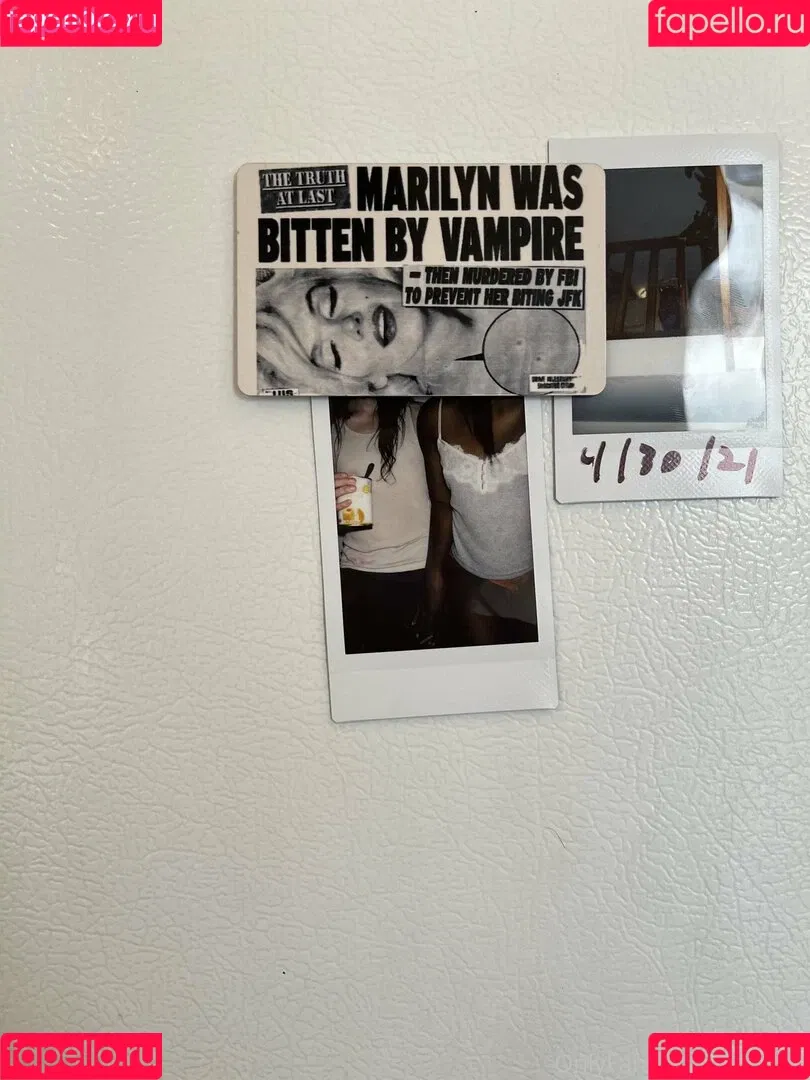 fapello.ru
fapello.ru
THE TRUTH
AT LAST
MARILYN WAS
BITTEN BY VAMPIRE
– THEN MURDERED BY FBI
TO PREVENT HER BITING JFK
4/30/21
fapello.ru
fapello.ru